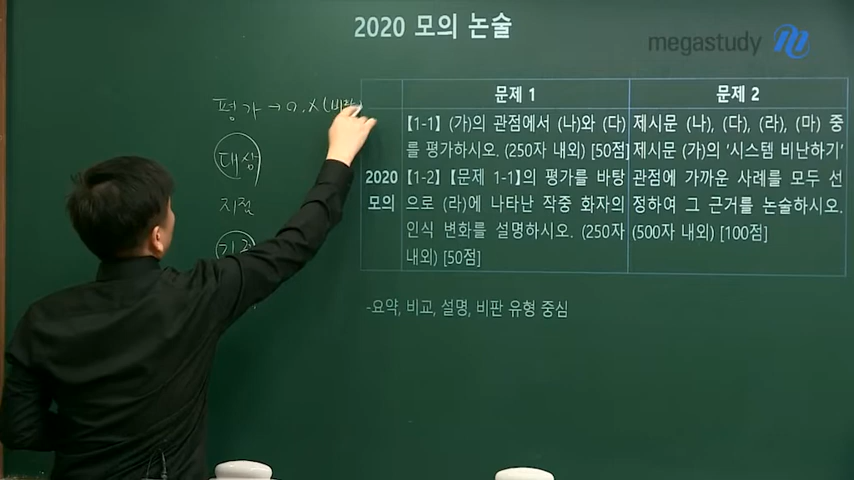 2020 모의 논술
megastudy
문제 1
문제 2
2020
모의
【1-1】 (가)의 관점에서 (나)와 (다)
를 평가하시오. (250자 내외) [50점]
【1-2】 【문제 1-1】의 평가를 바탕
으로 (라)에 나타난 작중 화자의
인식 변화를 설명하시오. (250자
내외) [50점]
제시문 (나), (다), (라), (마) 중
제시문 (가)의 '시스템 비난하기'
관점에 가까운 사례를 모두 선
정하여 그 근거를 논술하시오.
(500자 내외) [100점]
-요약, 비교, 설명, 비판 유형 중심
평가 →
대상
지점